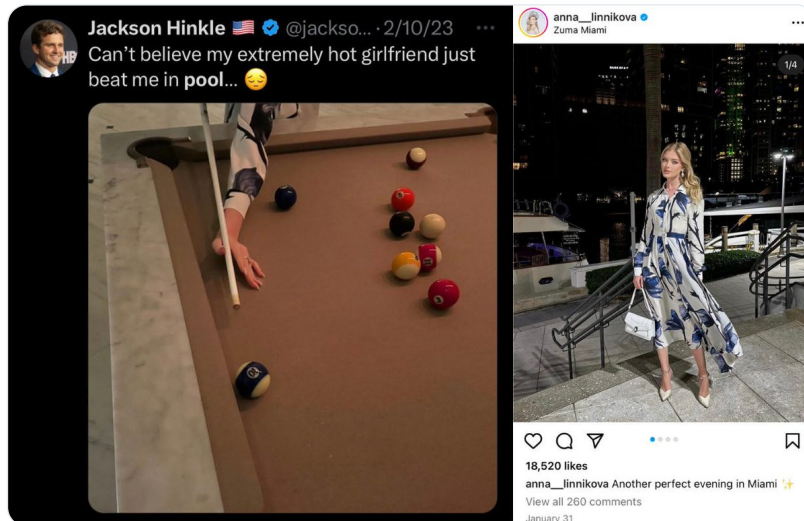 Jackson Hinkle 🇺🇸 @jackso... · 2/10/23 ...
Can't believe my extremely hot girlfriend just
beat me in pool... 😔
anna__linnikova
Zuma Miami
1/4
18,520 likes
anna__linnikova Another perfect evening in Miami ✨
View all 260 comments
January 31